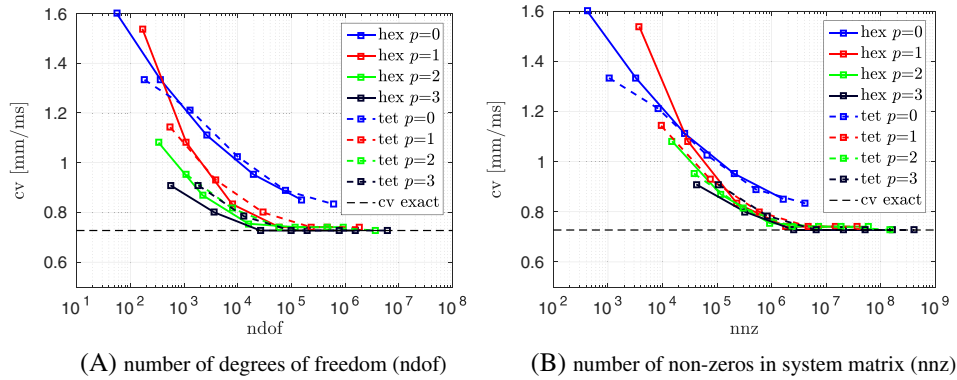 1.6
1.4
1.2
1
0.8
0.6
cv [mm/ms]
10^1 10^2 10^3 10^4 10^5 10^6 10^7 10^8
ndof
hex p=0
hex p=1
hex p=2
hex p=3
tet p=0
tet p=1
tet p=2
tet p=3
cv exact
(A) number of degrees of freedom (ndof)
1.6
1.4
1.2
1
0.8
0.6
cv [mm/ms]
10^2 10^3 10^4 10^5 10^6 10^7 10^8 10^9
nnz
hex p=0
hex p=1
hex p=2
hex p=3
tet p=0
tet p=1
tet p=2
tet p=3
cv exact
(B) number of non-zeros in system matrix (nnz)